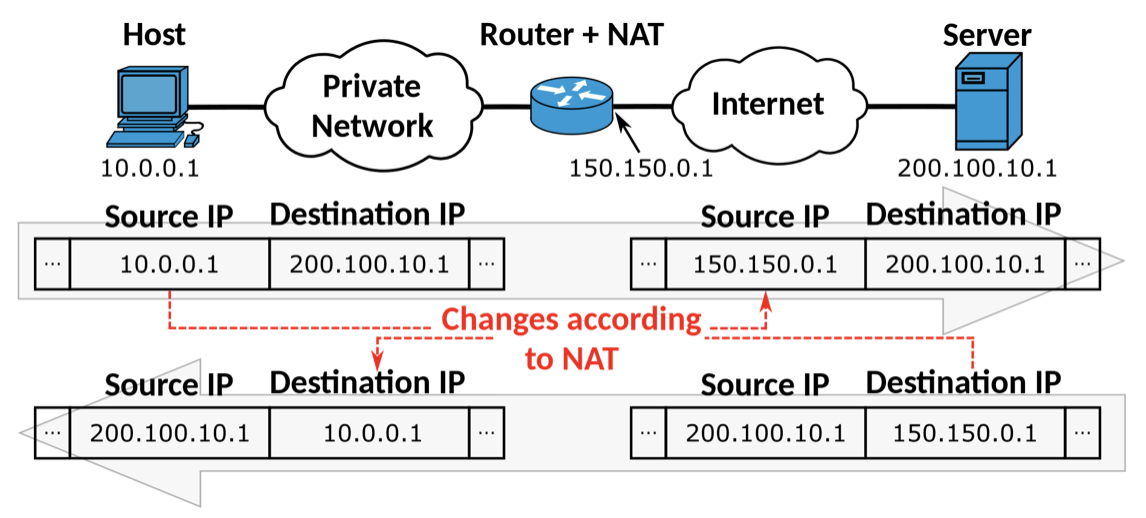 Host
Router + NAT
Server
Private
Network
Internet
10.0.0.1
150.150.0.1
200.100.10.1
Source IP Destination IP
Source IP Destination IP
... 10.0.0.1 200.100.10.1 ...
... 150.150.0.1 200.100.10.1 ...
Changes according
to NAT
Source IP Destination IP
Source IP Destination IP
... 200.100.10.1 10.0.0.1 ...
... 200.100.10.1 150.150.0.1 ...